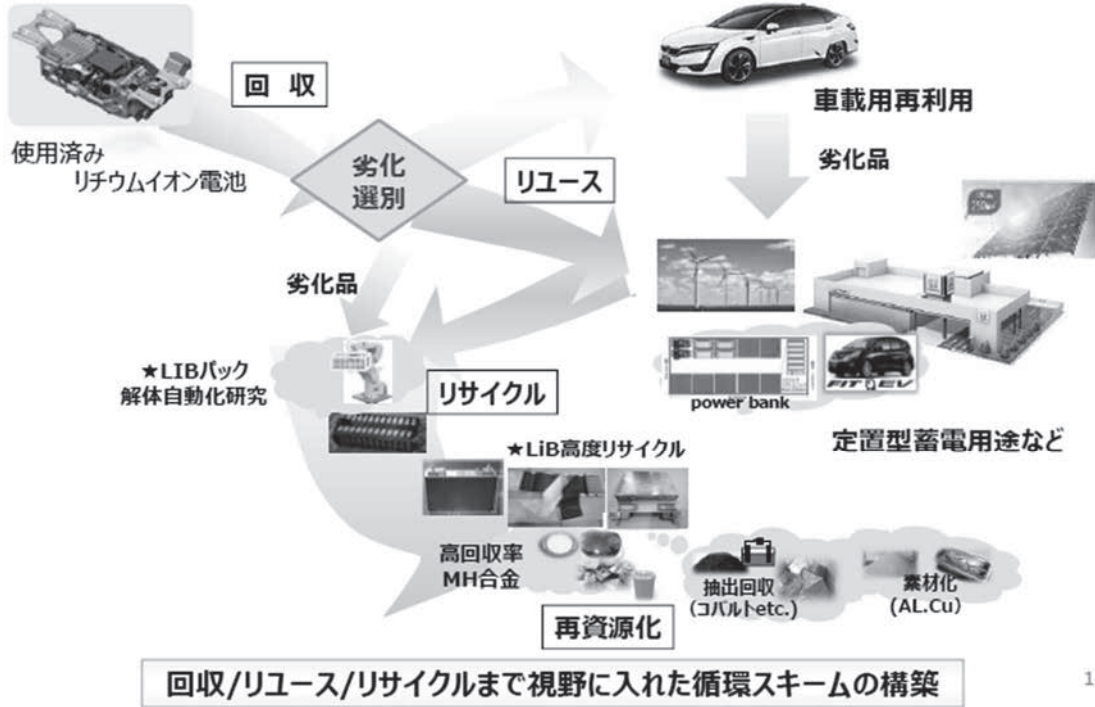 回 収
使用済み
リチウムイオン電池
劣化
選別
リユース
車載用再利用
劣化品
劣化品
★LIBパック
解体自動化研究
リサイクル
power bank
FIT EV
定置型蓄電用途など
★LiB高度リサイクル
高回収率
MH合金
抽出回収
(コバルトetc.)
素材化
(AL.Cu)
再資源化
回収/リユース/リサイクルまで視野に入れた循環スキームの構築
1